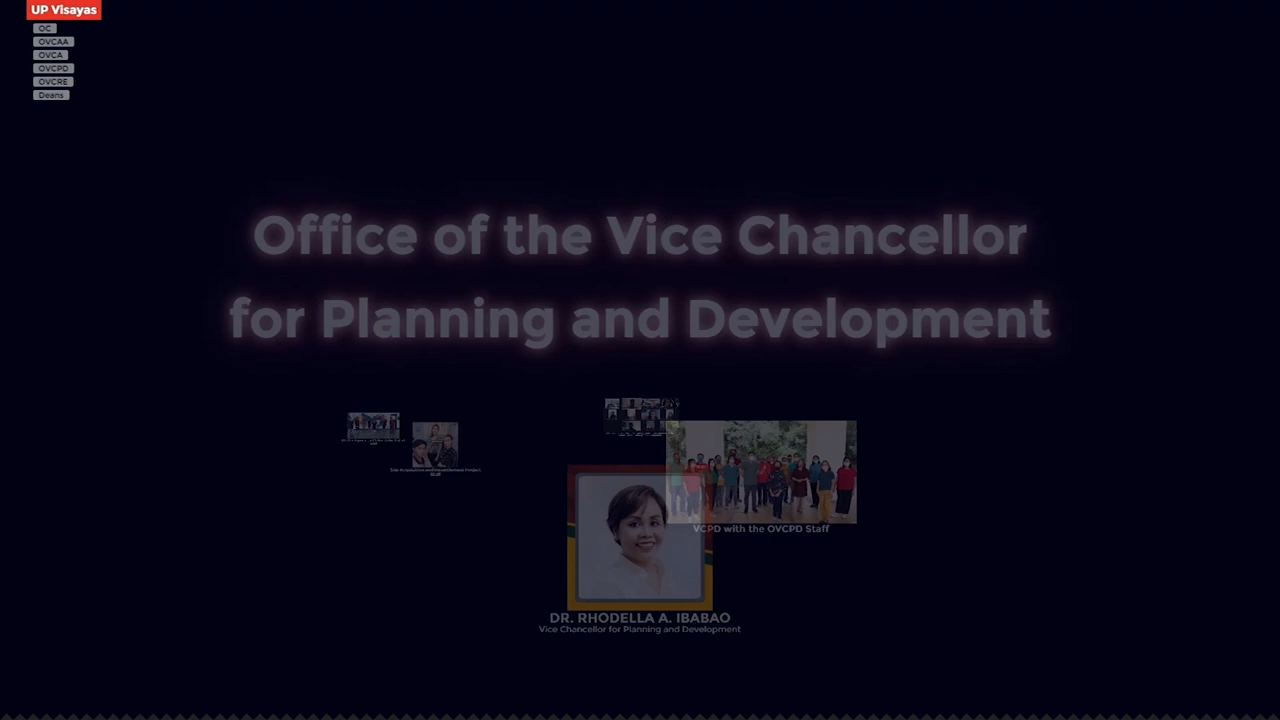 UP Visayas
OC
OVCAA
OVCA
OVCPD
OVCRE
Deans
Office of the Vice Chancellor
for Planning and Development
VCPD with the OVCPD Staff
DR. RHODELLA A. IBABAO
Vice Chancellor for Planning and Development